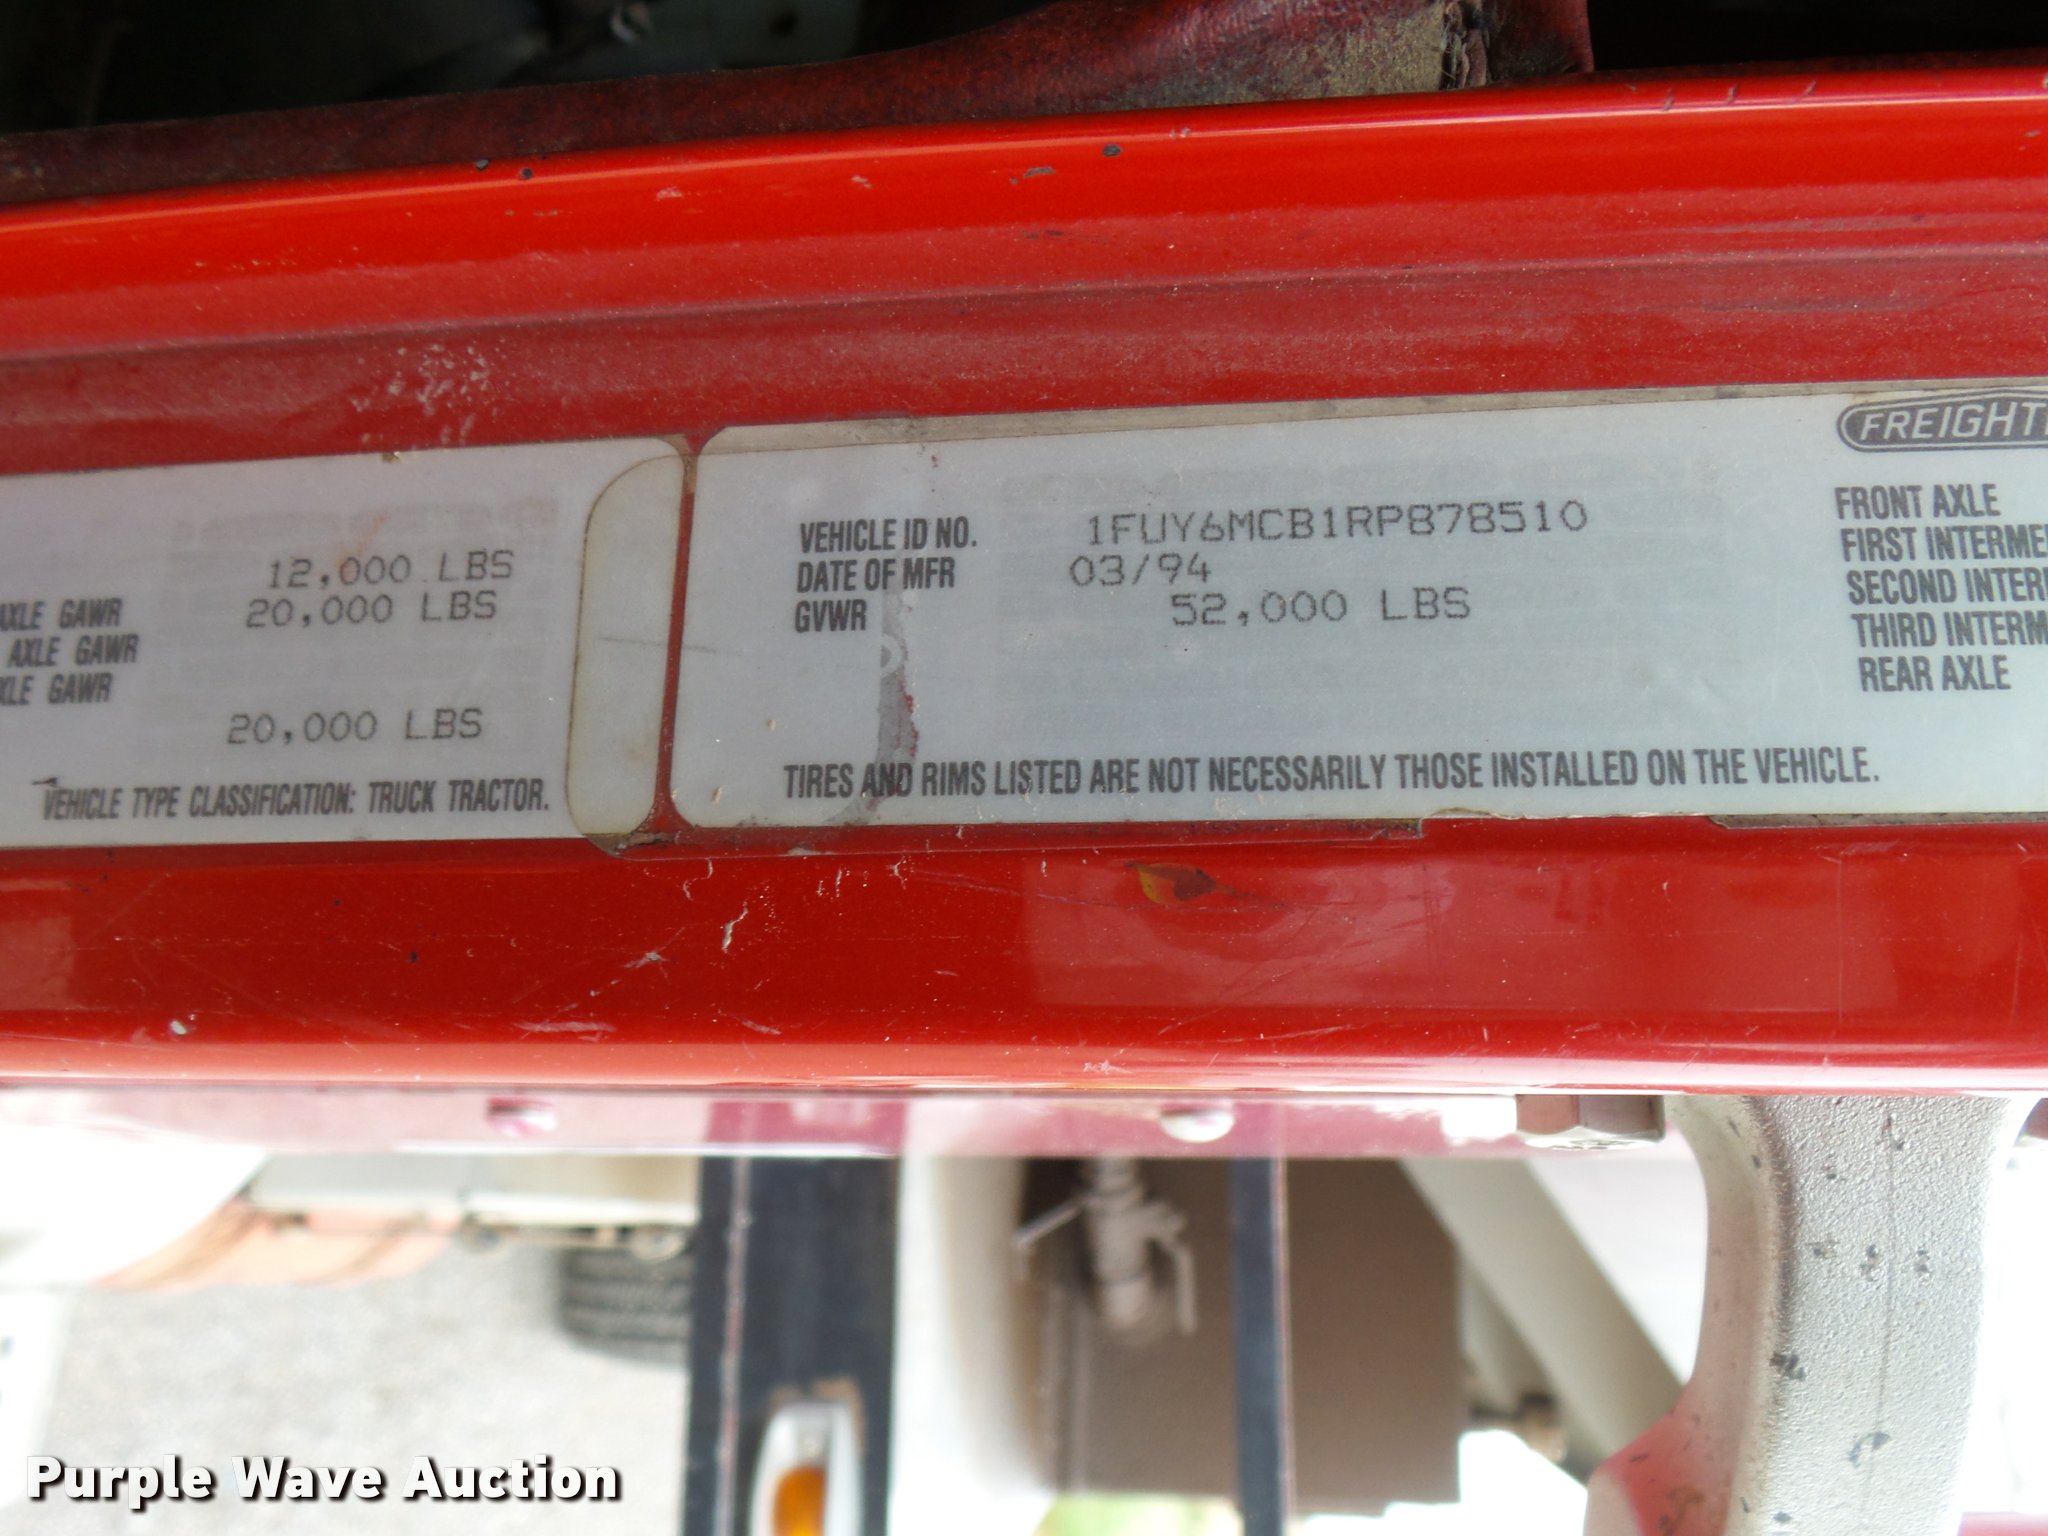 12,000 LBS
AXLE GAWR 20,000 LBS
AXLE GAWR
AXLE GAWR
20,000 LBS
VEHICLE TYPE CLASSIFICATION: TRUCK TRACTOR.
VEHICLE ID NO. 1FUY6MCB1RP878510
DATE OF MFR 03/94
GVWR 52,000 LBS
TIRES AND RIMS LISTED ARE NOT NECESSARILY THOSE INSTALLED ON THE VEHICLE.
FREIGHT
FRONT AXLE
FIRST INTERME
SECOND INTER
THIRD INTERM
REAR AXLE
Purple Wave Auction